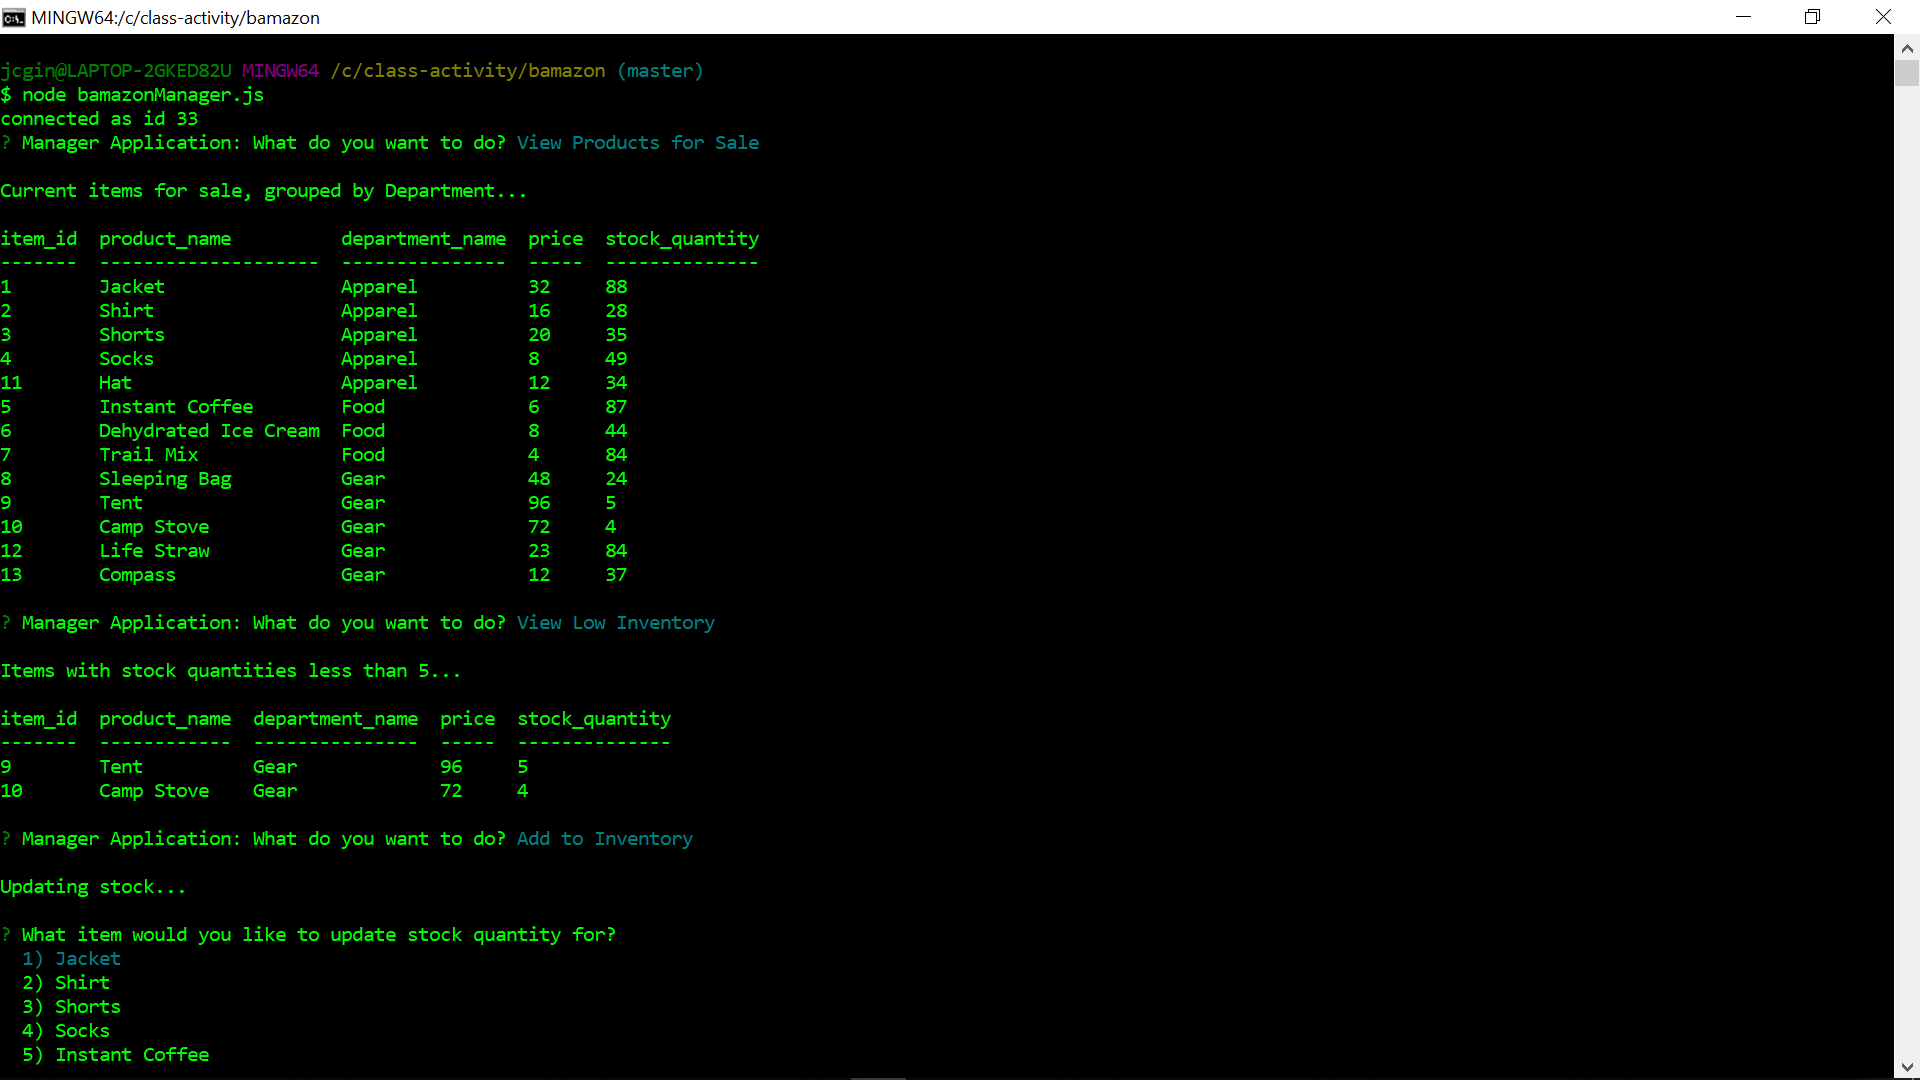 MINGW64:/c/class-activity/bamazon
jcgin@LAPTOP-2GKED82U MINGW64 /c/class-activity/bamazon (master)
$ node bamazonManager.js
connected as id 33
? Manager Application: What do you want to do? View Products for Sale
Current items for sale, grouped by Department...
item_id  product_name          department_name  price  stock_quantity
-------  --------------------  ---------------  -----  --------------
1        Jacket                Apparel          32     88
2        Shirt                 Apparel          16     28
3        Shorts                Apparel          20     35
4        Socks                 Apparel          8      49
11       Hat                   Apparel          12     34
5        Instant Coffee        Food             6      87
6        Dehydrated Ice Cream  Food             8      44
7        Trail Mix             Food             4      84
8        Sleeping Bag          Gear             48     24
9        Tent                  Gear             96     5
10       Camp Stove            Gear             72     4
12       Life Straw            Gear             23     84
13       Compass               Gear             12     37
? Manager Application: What do you want to do? View Low Inventory
Items with stock quantities less than 5...
item_id  product_name  department_name  price  stock_quantity
-------  ------------  ---------------  -----  --------------
9        Tent          Gear             96     5
10       Camp Stove    Gear             72     4
? Manager Application: What do you want to do? Add to Inventory
Updating stock...
? What item would you like to update stock quantity for?
  1) Jacket
  2) Shirt
  3) Shorts
  4) Socks
  5) Instant Coffee